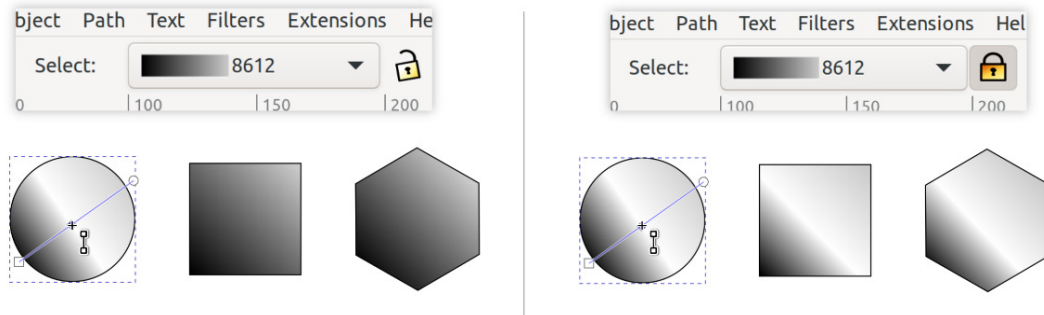 bject Path Text Filters Extensions He
Select: 8612
0 100 150 200
bject Path Text Filters Extensions Hel
Select: 8612
0 100 150 200